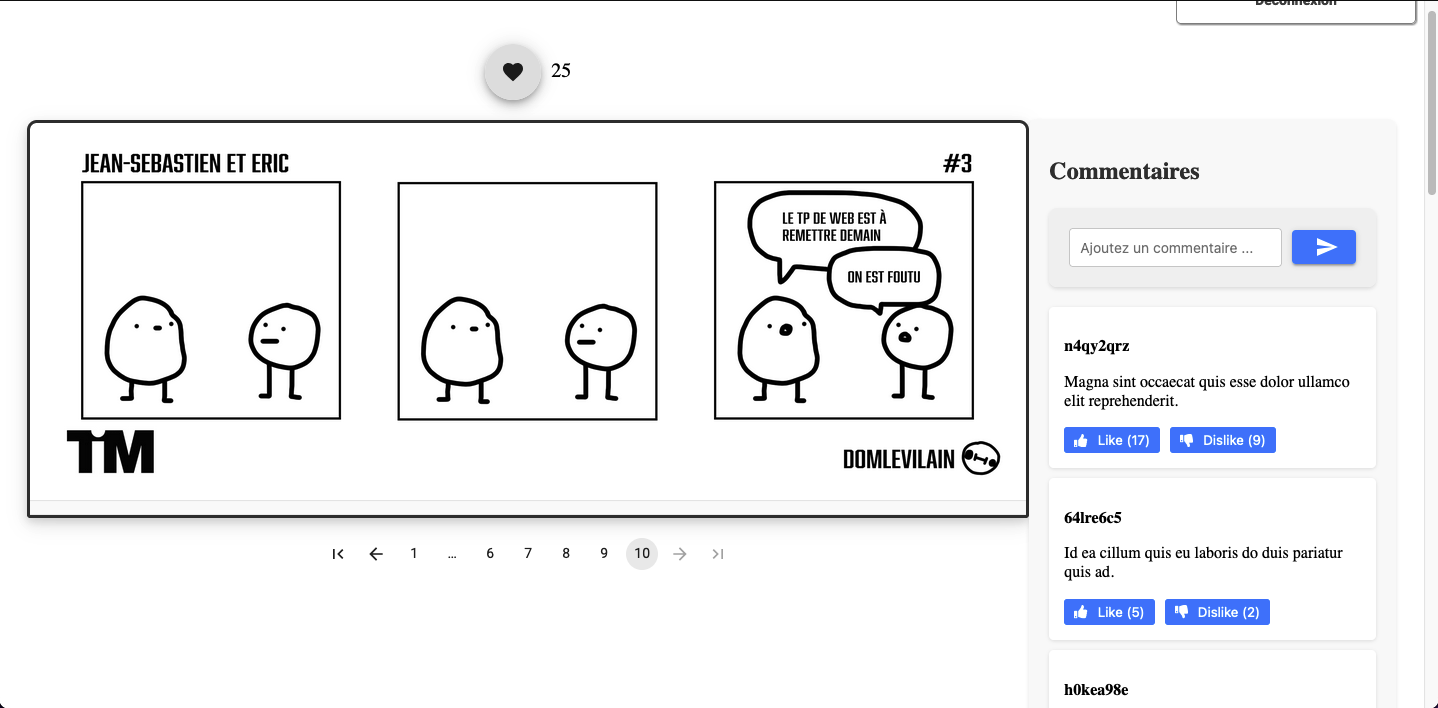 Déconnexion
25
JEAN-SEBASTIEN ET ERIC
#3
LE TP DE WEB EST À
REMETTRE DEMAIN
ON EST FOUTU
TIM
DOMLEVILAIN
1 ... 6 7 8 9 10
Commentaires
Ajoutez un commentaire ...
n4qy2qrz
Magna sint occaecat quis esse dolor ullamco
elit reprehenderit.
Like (17) Dislike (9)
64lre6c5
Id ea cillum quis eu laboris do duis pariatur
quis ad.
Like (5) Dislike (2)
h0kea98e